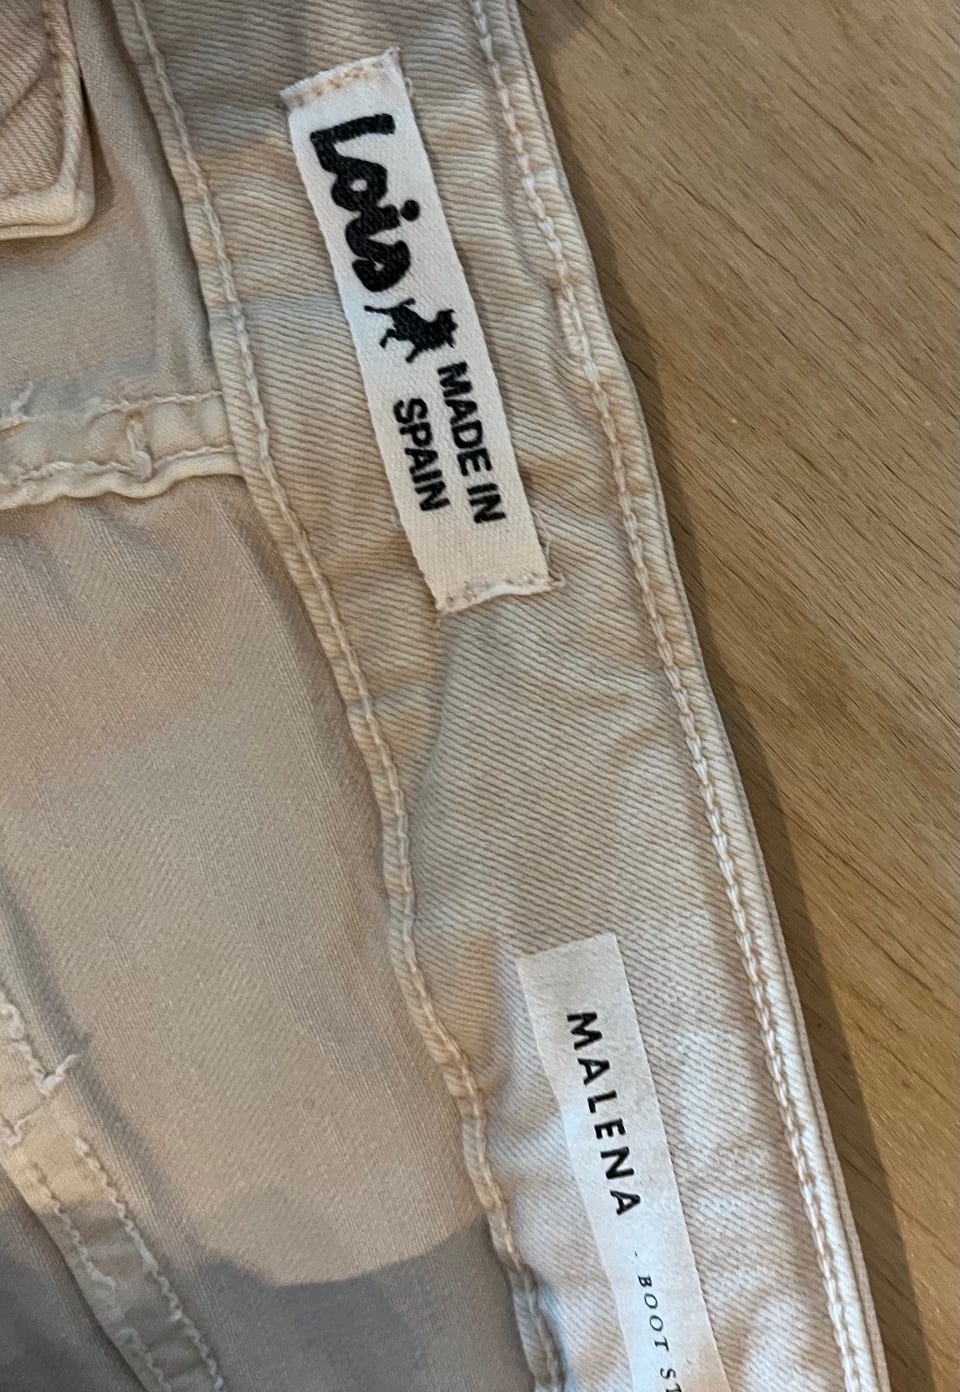 Lois
MADE IN
SPAIN
MALENA
· BOOT ST